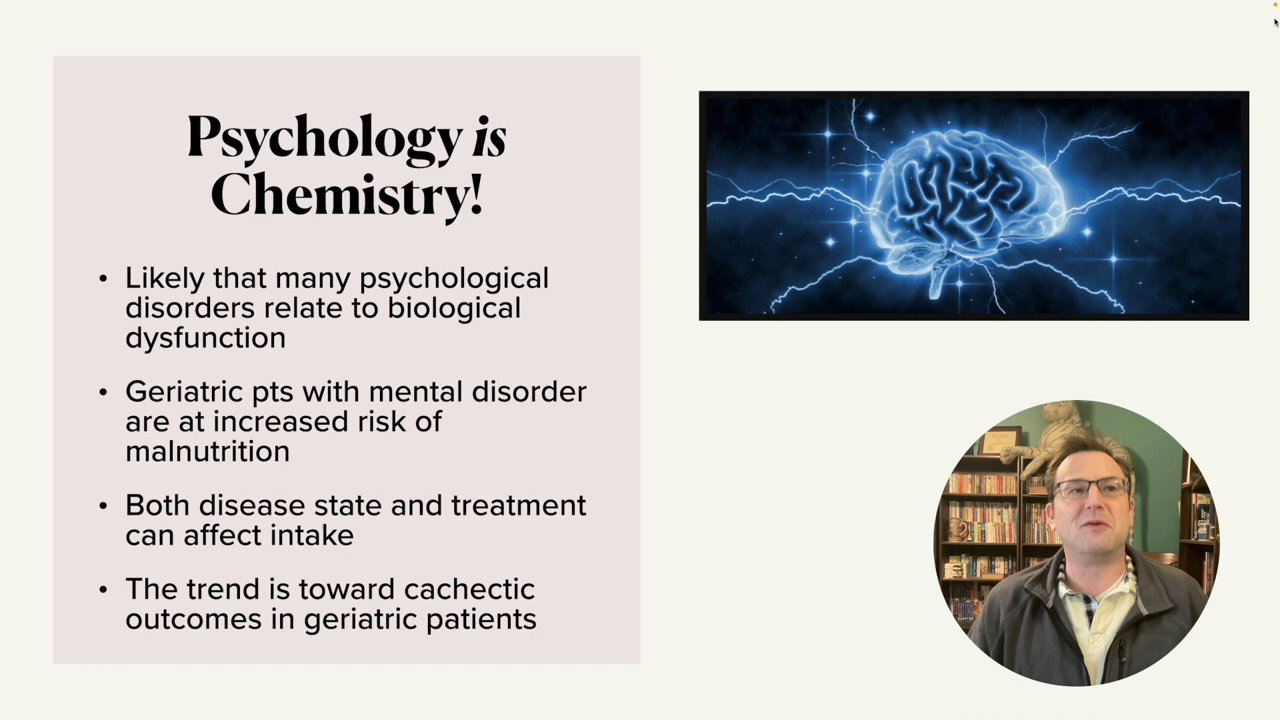 Psychology is
Chemistry!
• Likely that many psychological
disorders relate to biological
dysfunction
• Geriatric pts with mental disorder
are at increased risk of
malnutrition
• Both disease state and treatment
can affect intake
• The trend is toward cachectic
outcomes in geriatric patients